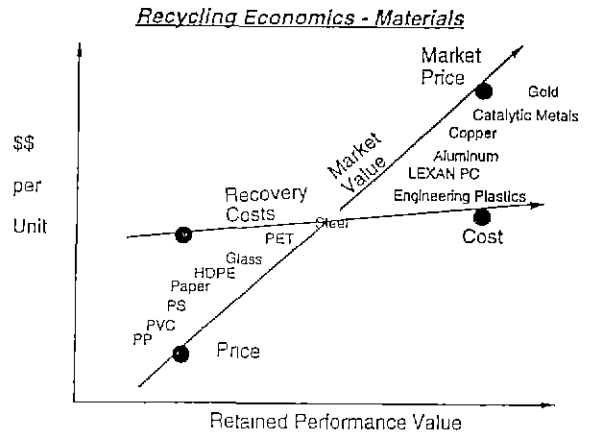 Recycling Economics - Materials
Market
Price
Gold
Catalytic Metals
Copper
Aluminum
LEXAN PC
Engineering Plastics
Market
Value
$$
per
Unit
Recovery
Costs
Steel
Cost
PET
Glass
HDPE
Paper
PS
PVC
PP
Price
Retained Performance Value